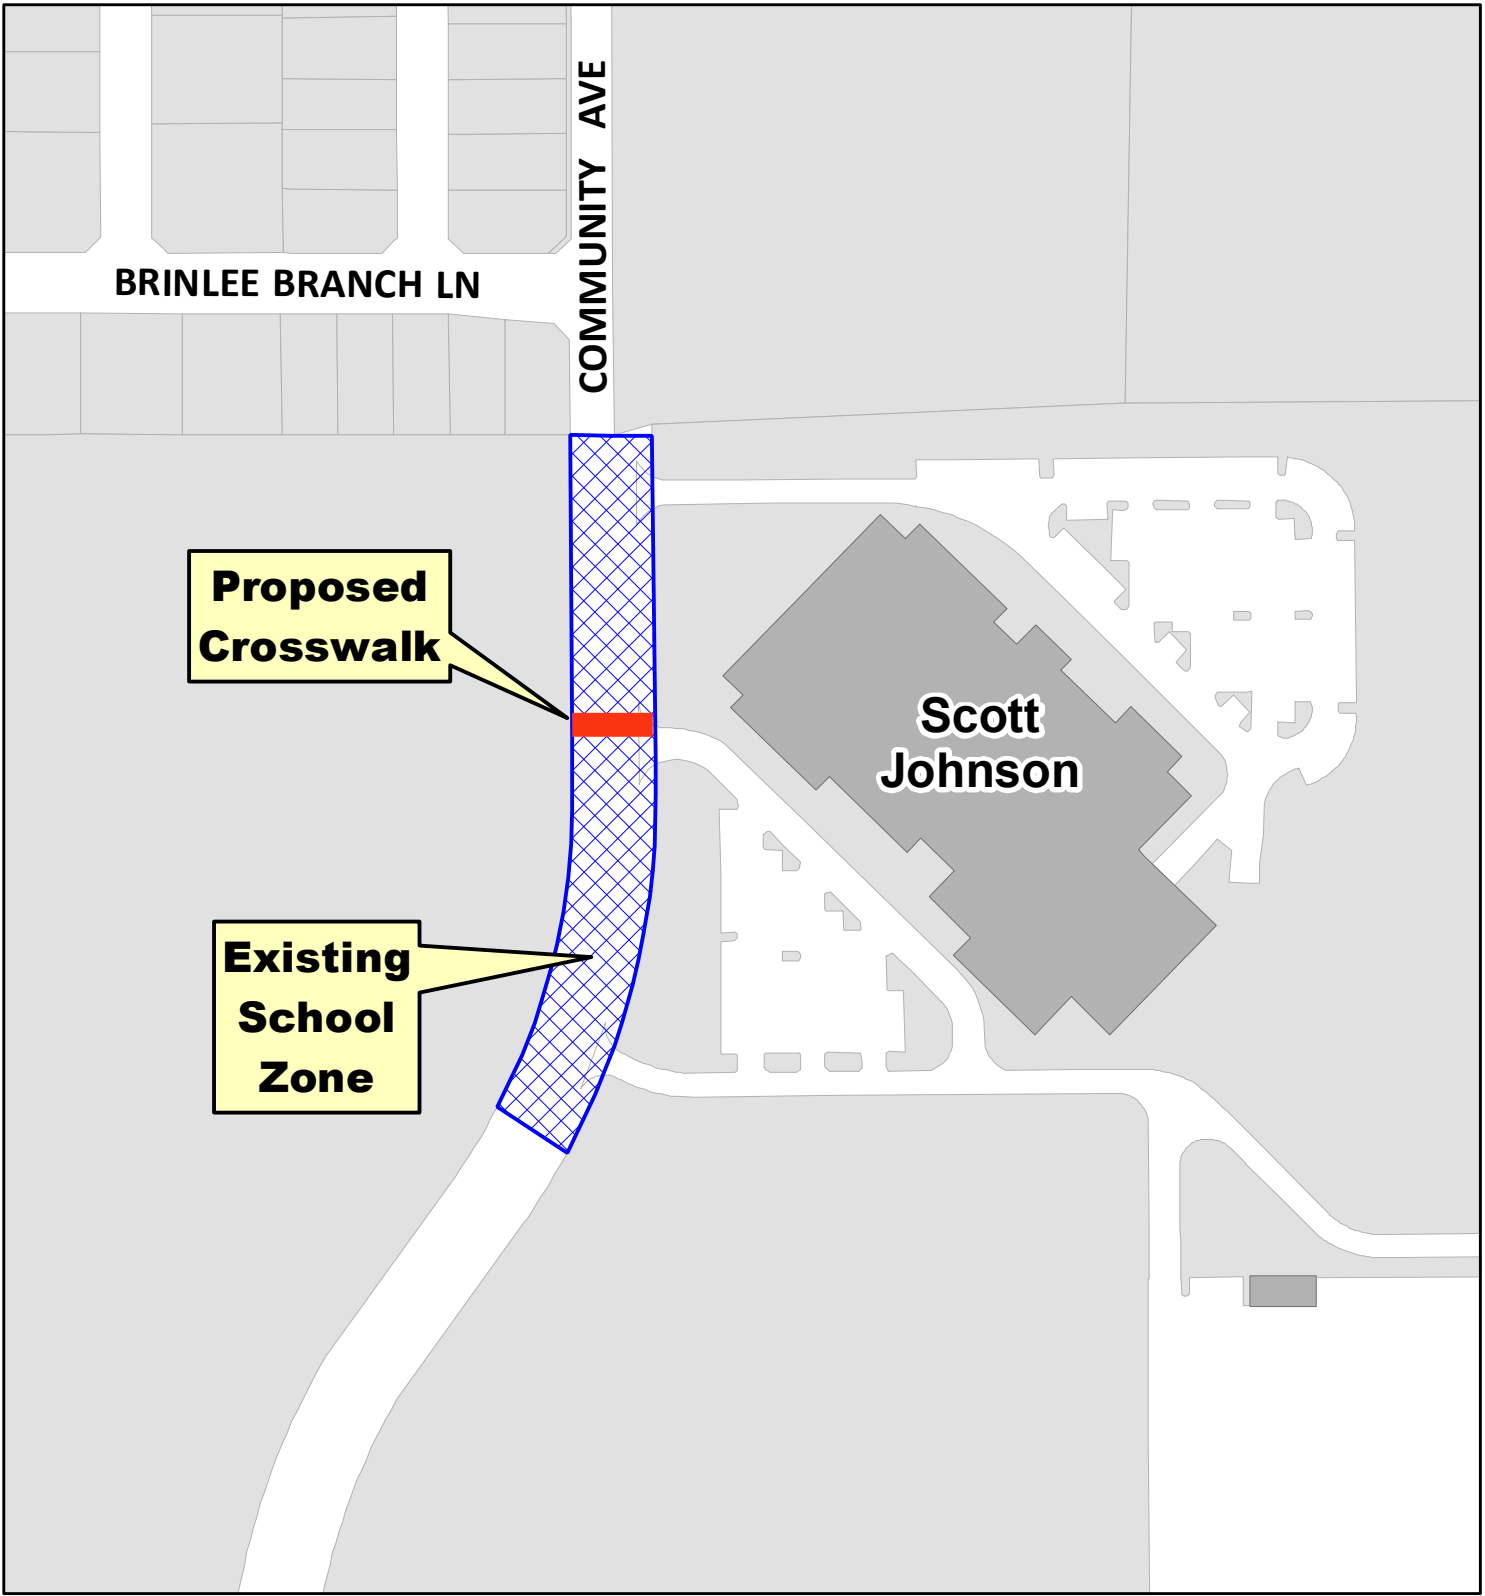 COMMUNITY AVE
BRINLEE BRANCH LN
Proposed
Crosswalk
Scott
Johnson
Existing
School
Zone